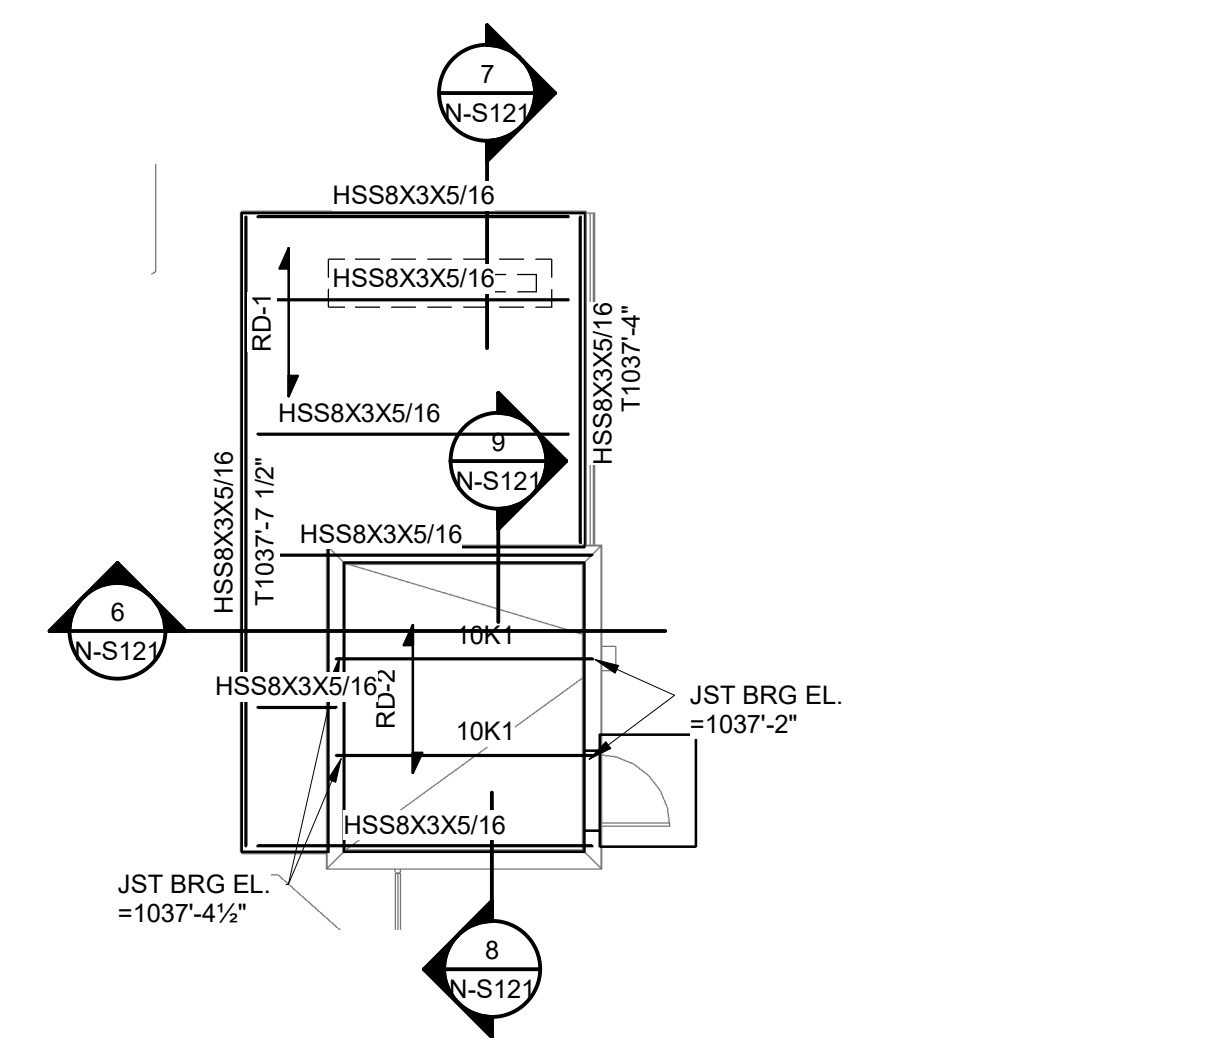 7
N-S121
HSS8X3X5/16
HSS8X3X5/16
RD-1
HSS8X3X5/16
T1037'-4"
HSS8X3X5/16
9
N-S121
HSS8X3X5/16
T1037'-7 1/2"
HSS8X3X5/16
6
N-S121
10K1
HSS8X3X5/16
RD-2
JST BRG EL.
=1037'-2"
10K1
HSS8X3X5/16
JST BRG EL.
=1037'-4½"
8
N-S121